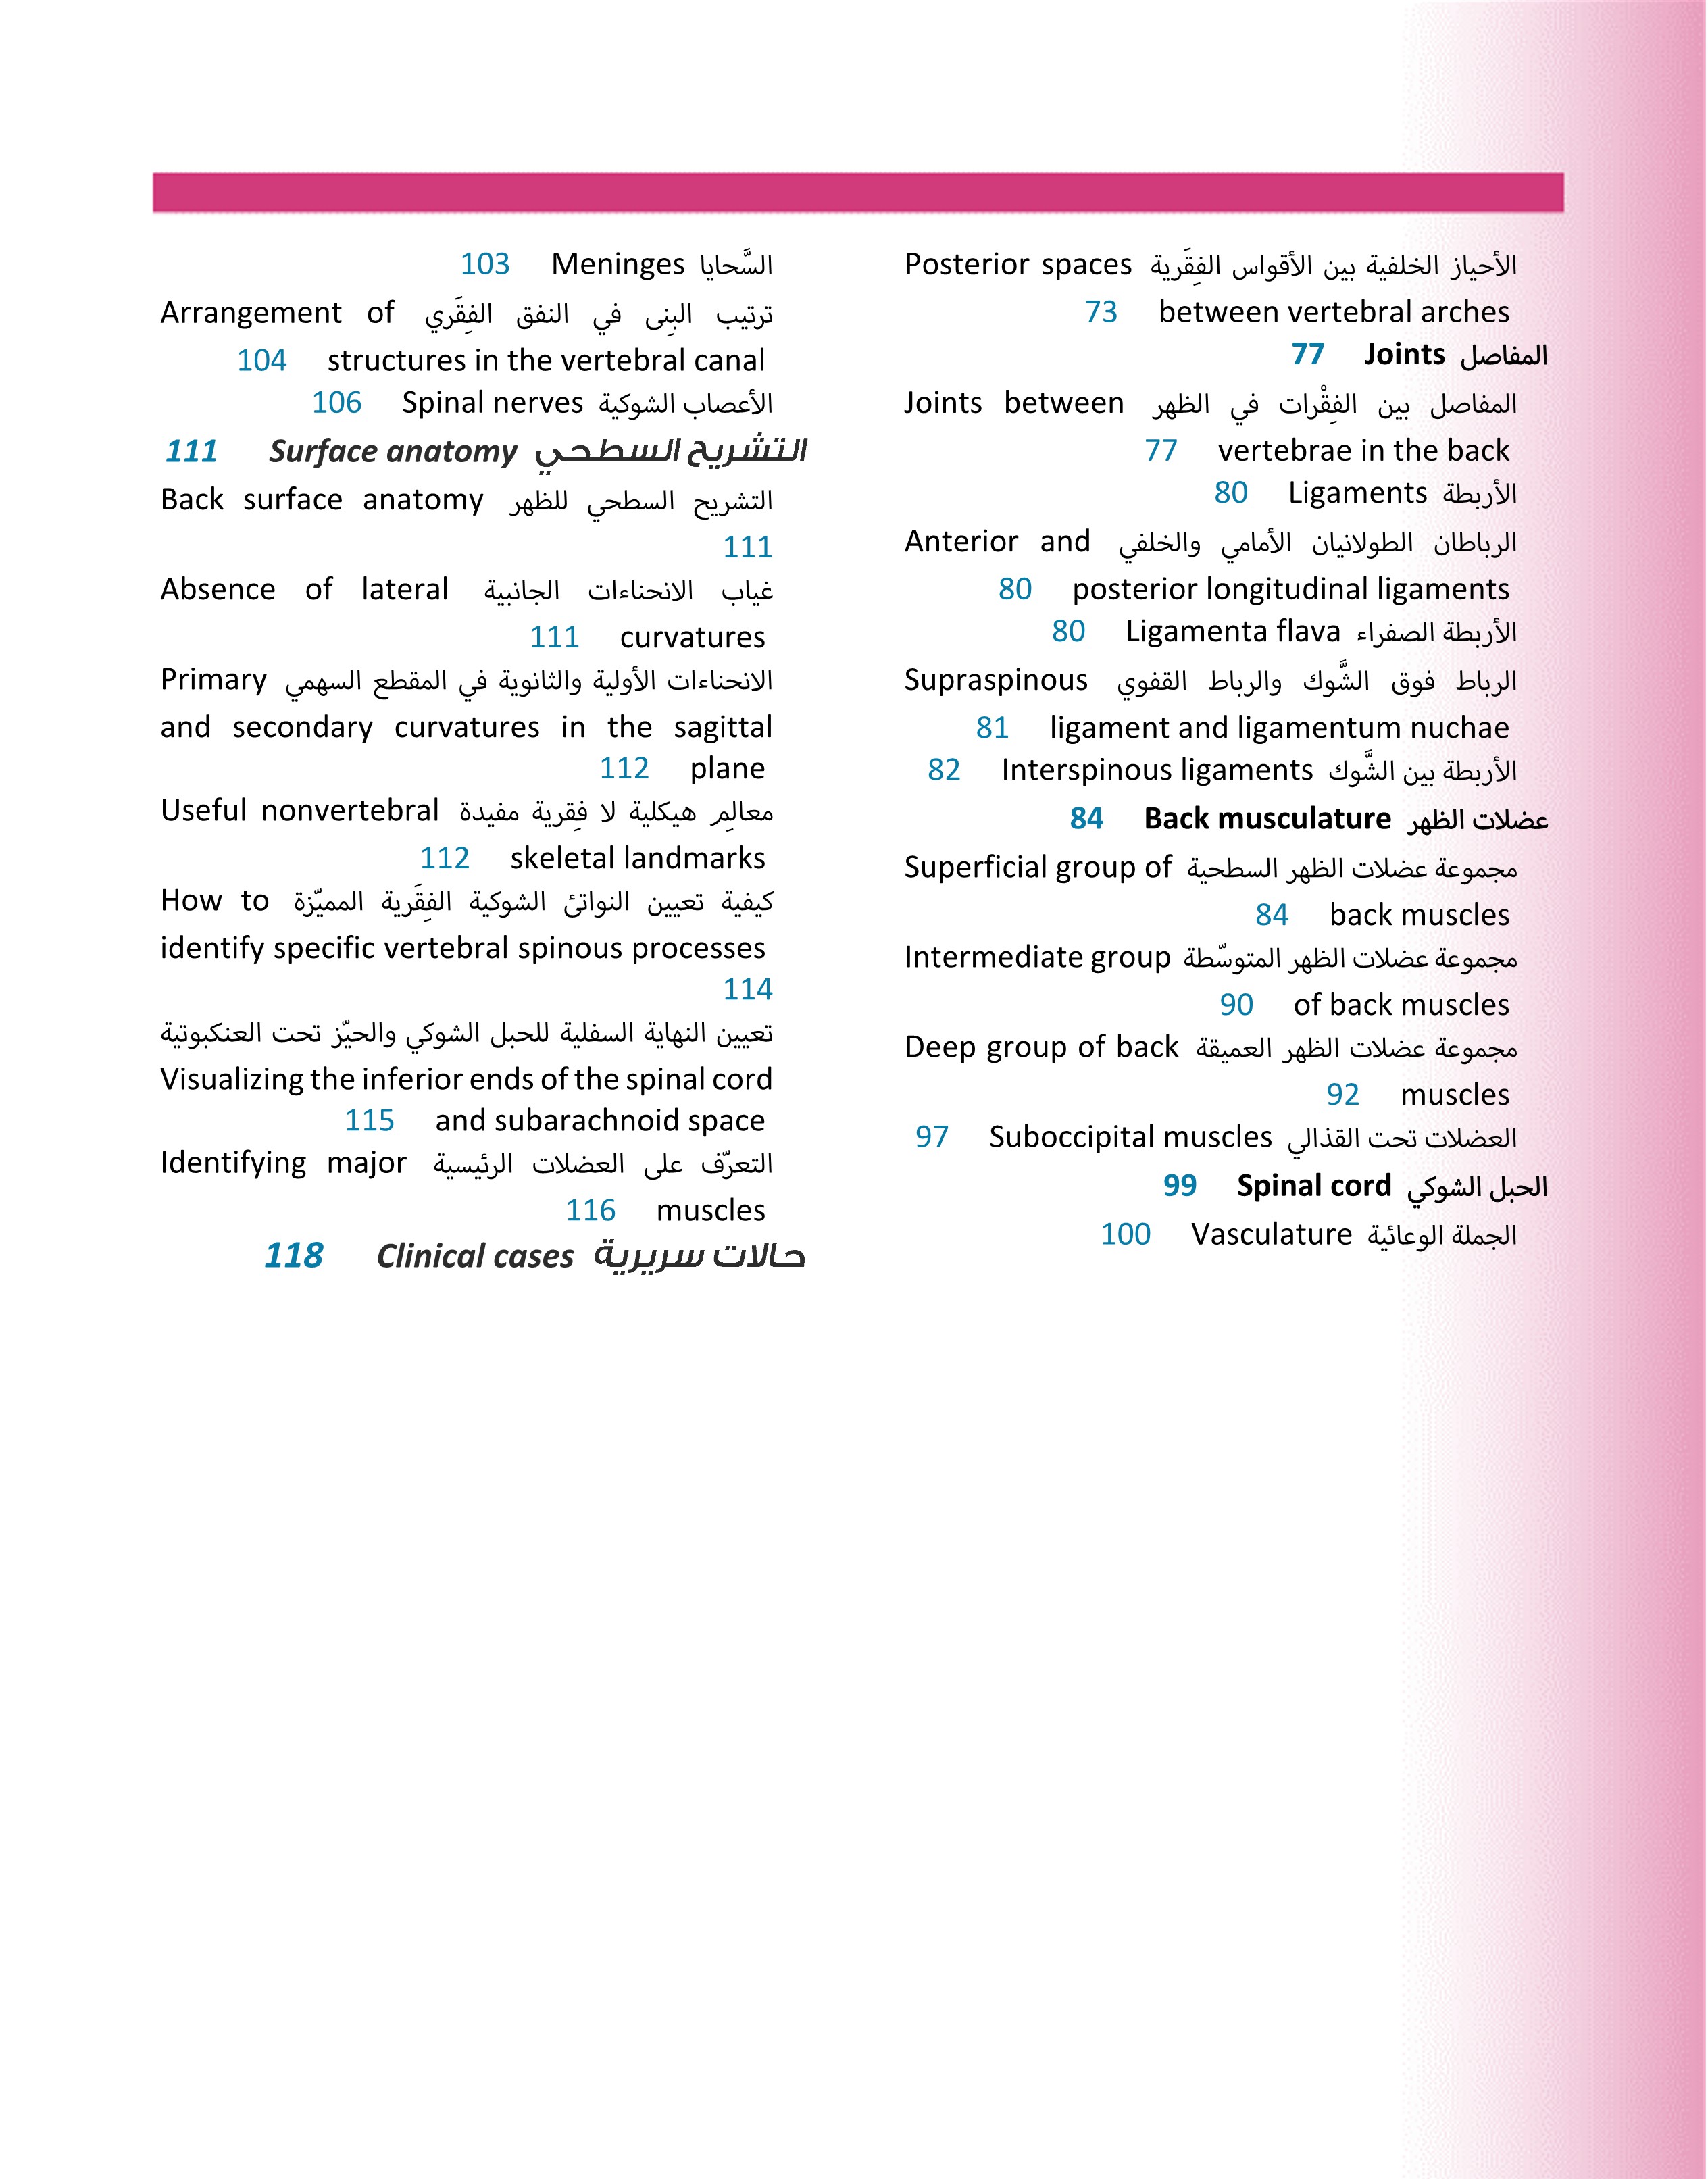 الأحياز الخلفية بين الأقواس الفِقَرية Posterior spaces
between vertebral arches 73
المفاصل Joints 77
المفاصل بين الفِقْرات في الظهر Joints between
vertebrae in the back 77
الأربطة Ligaments 80
الرباطان الطولانيان الأمامي والخلفي Anterior and
posterior longitudinal ligaments 80
الأربطة الصفراء Ligamenta flava 80
الرباط فوق الشَّوك والرباط القفوي Supraspinous
ligament and ligamentum nuchae 81
الأربطة بين الشَّوك Interspinous ligaments 82
عضلات الظهر Back musculature 84
مجموعة عضلات الظهر السطحية Superficial group of
back muscles 84
مجموعة عضلات الظهر المتوسّطة Intermediate group
of back muscles 90
مجموعة عضلات الظهر العميقة Deep group of back
muscles 92
العضلات تحت القذالي Suboccipital muscles 97
الحبل الشوكي Spinal cord 99
الجملة الوعائية Vasculature 100
السَّحايا Meninges 103
ترتيب البِنى في النفق الفِقَري Arrangement of
structures in the vertebral canal 104
الأعصاب الشوكية Spinal nerves 106
التشريح السطحي Surface anatomy 111
التشريح السطحي للظهر Back surface anatomy
111
غياب الانحناءات الجانبية Absence of lateral
curvatures 111
الانحناءات الأولية والثانوية في المقطع السهمي Primary
and secondary curvatures in the sagittal
plane 112
معالِم هيكلية لا فِقرية مفيدة Useful nonvertebral
skeletal landmarks 112
كيفية تعيين النواتئ الشوكية الفِقَرية المميّزة How to
identify specific vertebral spinous processes
114
تعيين النهاية السفلية للحبل الشوكي والحيّز تحت العنكبوتية
Visualizing the inferior ends of the spinal cord
and subarachnoid space 115
التعرّف على العضلات الرئيسية Identifying major
muscles 116
حالات سريرية Clinical cases 118